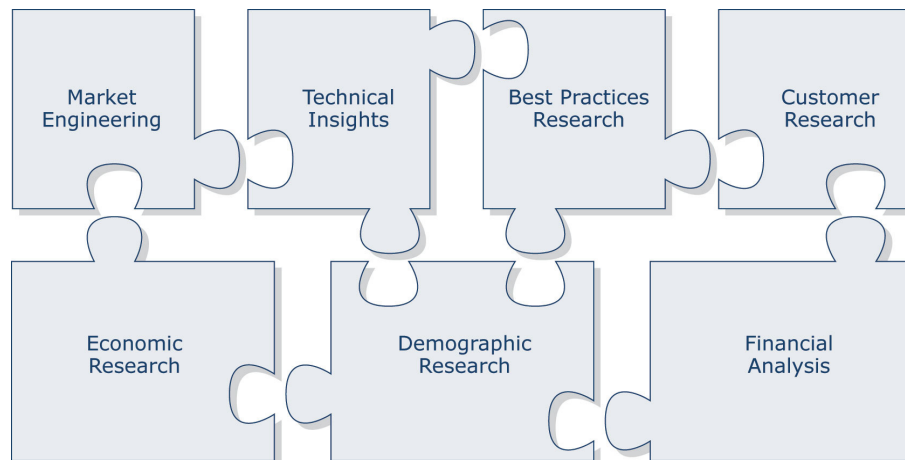 Market
Engineering
Technical
Insights
Best Practices
Research
Customer
Research
Economic
Research
Demographic
Research
Financial
Analysis